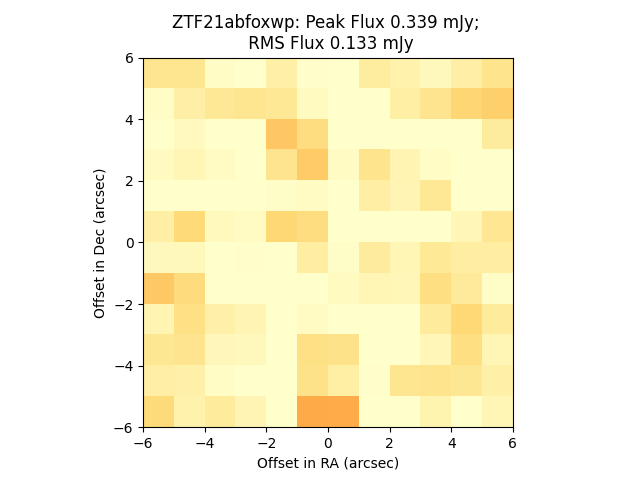 ZTF21abfoxwp: Peak Flux 0.339 mJy;
RMS Flux 0.133 mJy
6
4
2
0
−2
−4
−6
Offset in Dec (arcsec)
−6 −4 −2 0 2 4 6
Offset in RA (arcsec)